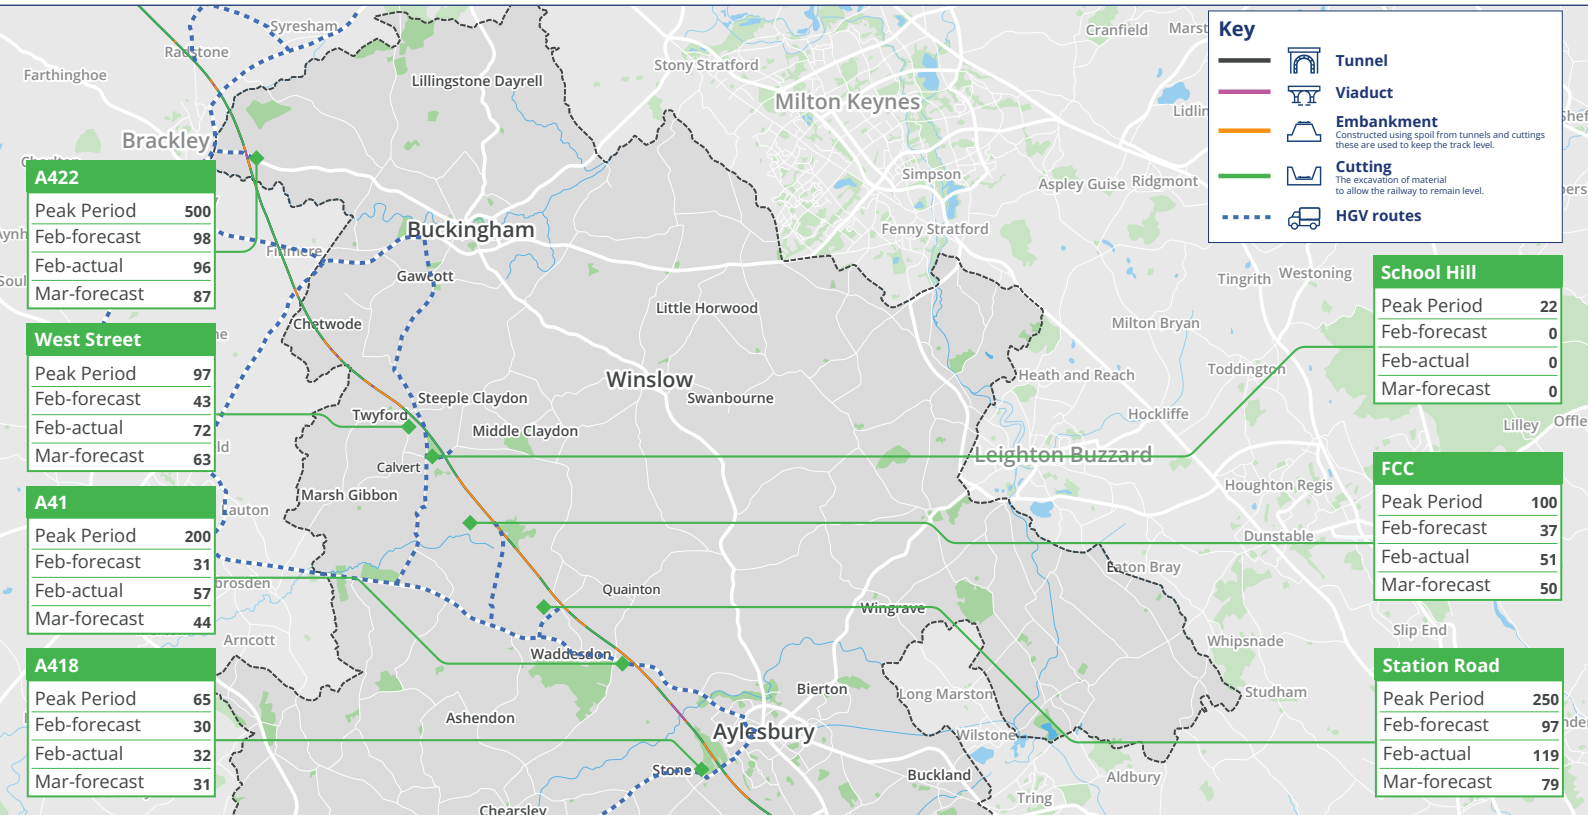 Syresham
Radstone
Farthinghoe
Lillingstone Dayrell
Stony Stratford
Cranfield
Milton Keynes
Brackley
Simpson
Aspley Guise
Ridgmont
Buckingham
Fenny Stratford
Gawcott
Tingrith
Westoning
Little Horwood
Chetwode
Milton Bryan
Winslow
Heath and Reach
Toddington
Steeple Claydon
Swanbourne
Twyford
Hockliffe
Middle Claydon
Lilley
Calvert
Leighton Buzzard
Marsh Gibbon
Houghton Regis
Dunstable
Eaton Bray
Quainton
Wingrave
Arncott
Slip End
Whipsnade
Waddesdon
Bierton
Long Marston
Studham
Ashendon
Aylesbury
Wilstone
Stone
Buckland
Aldbury
Tring
Chearsley
Key
Tunnel
Viaduct
Embankment
Constructed using spoil from tunnels and cuttings
these are used to keep the track level.
Cutting
The excavation of material
to allow the railway to remain level.
HGV routes
A422
Peak Period 500
Feb-forecast 98
Feb-actual 96
Mar-forecast 87
West Street
Peak Period 97
Feb-forecast 43
Feb-actual 72
Mar-forecast 63
A41
Peak Period 200
Feb-forecast 31
Feb-actual 57
Mar-forecast 44
A418
Peak Period 65
Feb-forecast 30
Feb-actual 32
Mar-forecast 31
School Hill
Peak Period 22
Feb-forecast 0
Feb-actual 0
Mar-forecast 0
FCC
Peak Period 100
Feb-forecast 37
Feb-actual 51
Mar-forecast 50
Station Road
Peak Period 250
Feb-forecast 97
Feb-actual 119
Mar-forecast 79